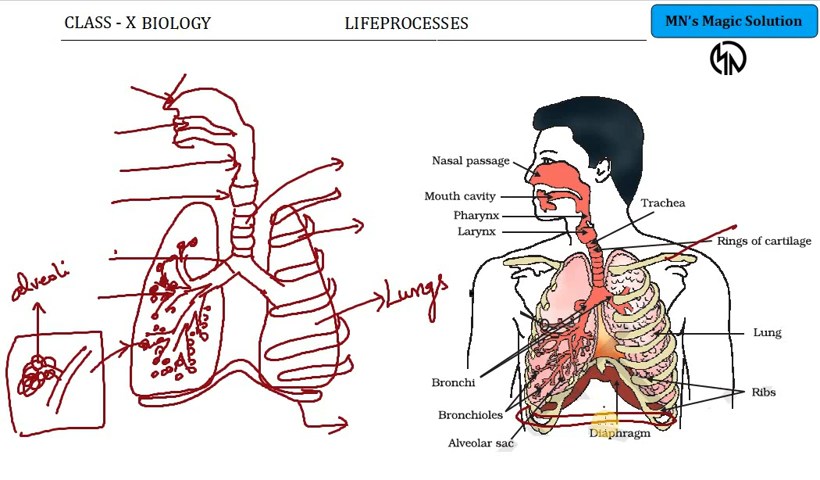 CLASS - X BIOLOGY
LIFEPROCESSES
MN's Magic Solution
MN
Nasal passage
Mouth cavity
Pharynx
Larynx
Trachea
Rings of cartilage
alveoli
Lungs
Lung
Bronchi
Ribs
Bronchioles
Diaphragm
Alveolar sac